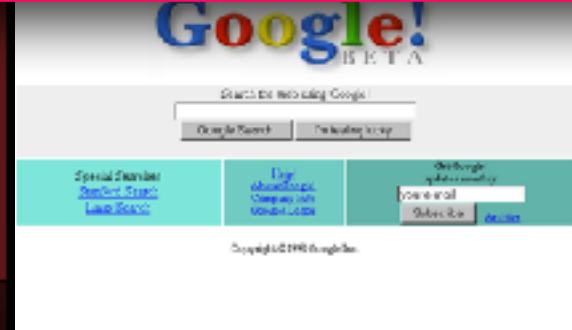 Google!
BETA
Search the web using Google!
Google Search
I'm feeling lucky
Special Searches
Stanford Search
Linux Search
Help!
About Google!
Company Info
Google! Logos
Get Google!
updates monthly:
your e-mail
Subscribe
Archive
Copyright ©1998 Google Inc.